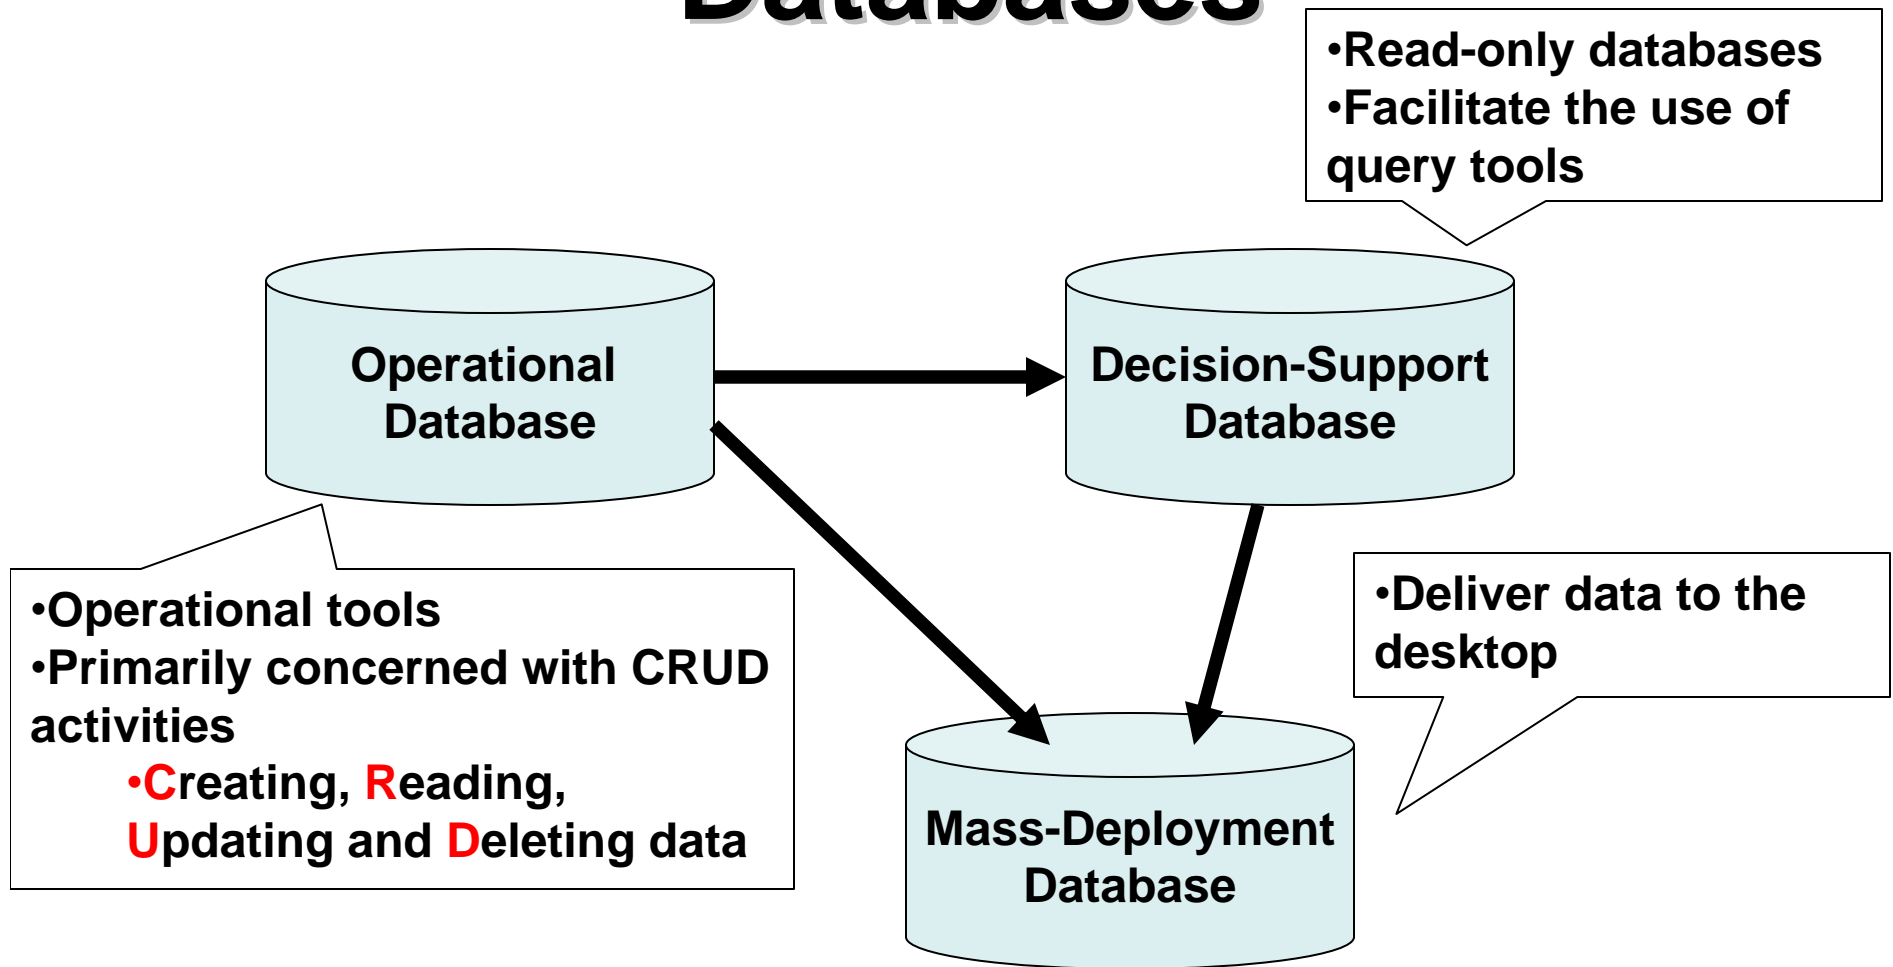 Databases
•Read-only databases
•Facilitate the use of
query tools
Operational
Database
Decision-Support
Database
•Operational tools
•Primarily concerned with CRUD
activities
•Creating, Reading,
Updating and Deleting data
•Deliver data to the
desktop
Mass-Deployment
Database